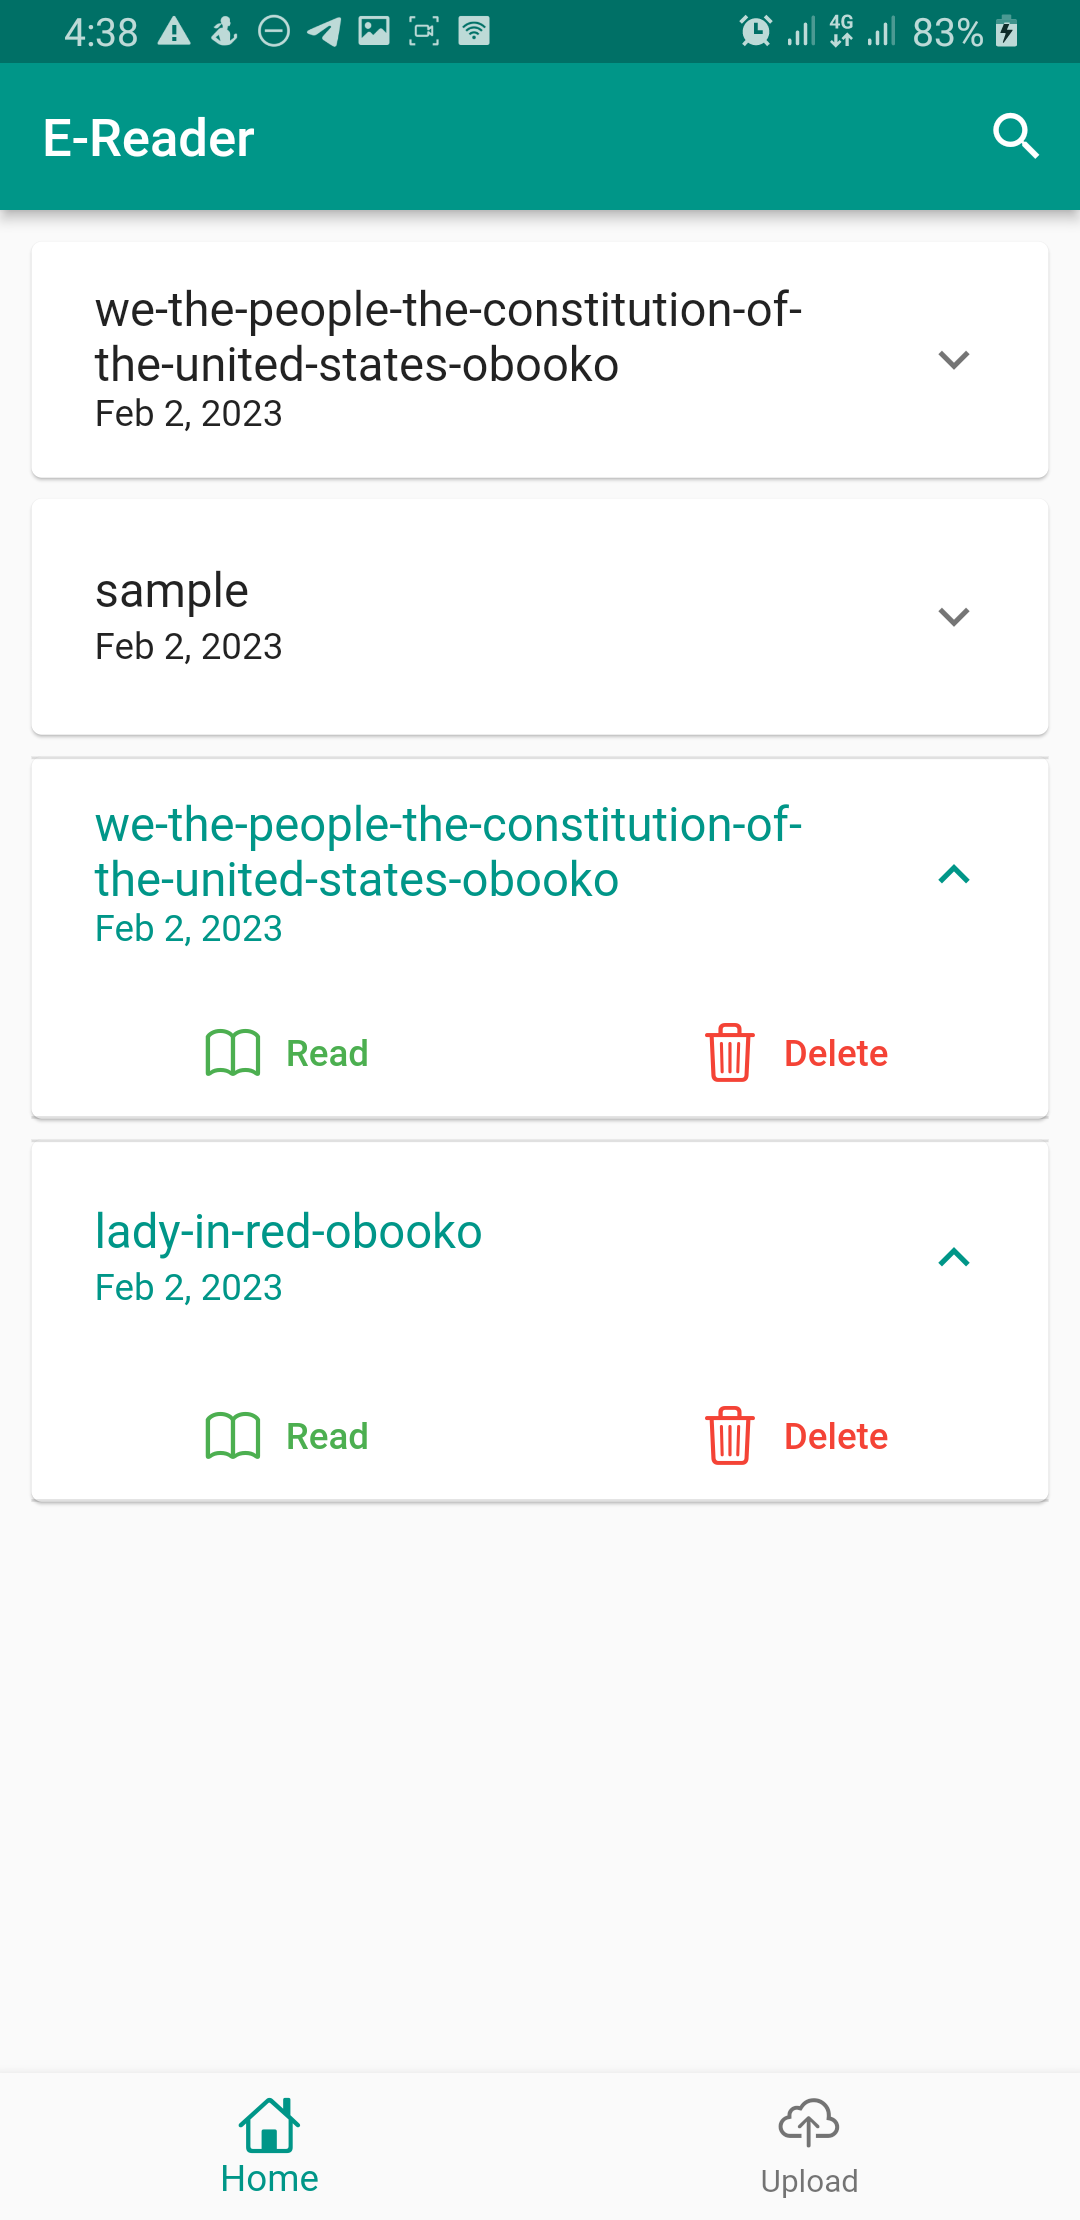 4:38 4G 83%
E-Reader
we-the-people-the-constitution-of-
the-united-states-obooko
Feb 2, 2023
sample
Feb 2, 2023
we-the-people-the-constitution-of-
the-united-states-obooko
Feb 2, 2023
Read Delete
lady-in-red-obooko
Feb 2, 2023
Read Delete
Home Upload